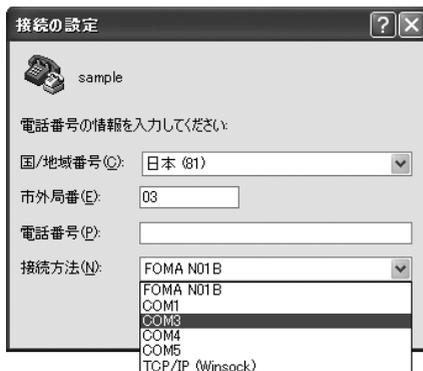 接続の設定
sample
電話番号の情報を入力してください:
国/地域番号(C): 日本 (81)
市外局番(E): 03
電話番号(P):
接続方法(N): FOMA N01B
FOMA N01B
COM1
COM3
COM4
COM5
TCP/IP (Winsock)